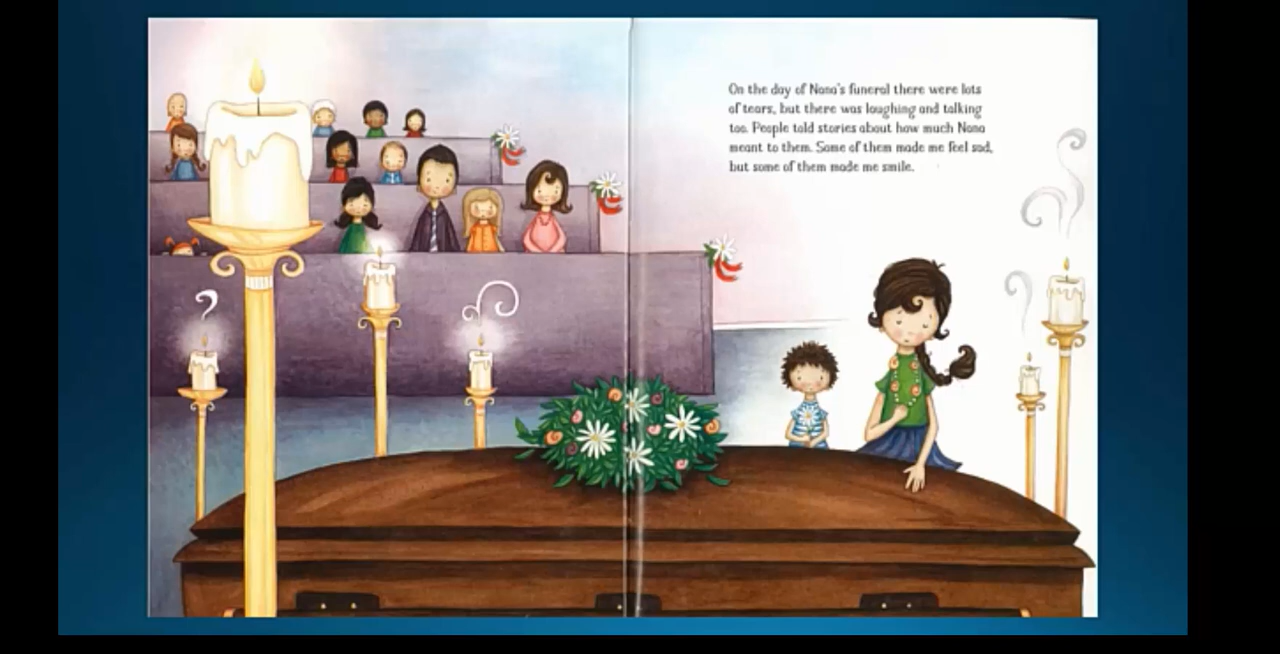 On the day of Nana's funeral there were lots
of tears, but there was laughing and talking
too. People told stories about how much Nana
meant to them. Some of them made me feel sad,
but some of them made me smile.